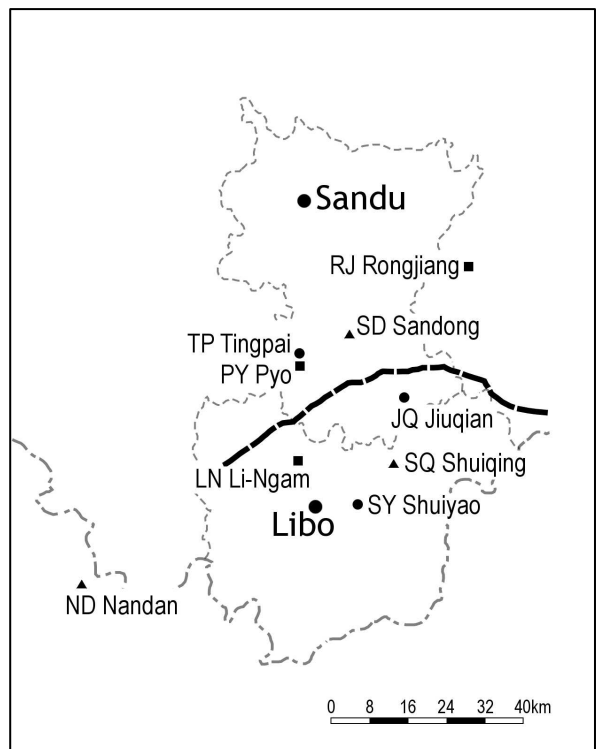 Sandu
RJ Rongjiang
SD Sandong
TP Tingpai
PY Pyo
JQ Jiuqian
SQ Shuiqing
LN Li-Ngam
SY Shuiyao
Libo
ND Nandan
0 8 16 24 32 40km